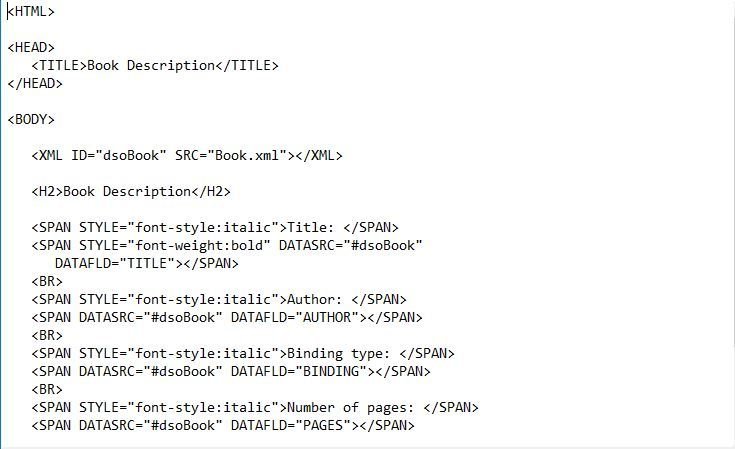 <HTML>
<HEAD>
<TITLE>Book Description</TITLE>
</HEAD>
<BODY>
<XML ID="dsoBook" SRC="Book.xml"></XML>
<H2>Book Description</H2>
<SPAN STYLE="font-style:italic">Title: </SPAN>
<SPAN STYLE="font-weight:bold" DATASRC="#dsoBook"
DATAFLD="TITLE"></SPAN>
<BR>
<SPAN STYLE="font-style:italic">Author: </SPAN>
<SPAN DATASRC="#dsoBook" DATAFLD="AUTHOR"></SPAN>
<BR>
<SPAN STYLE="font-style:italic">Binding type: </SPAN>
<SPAN DATASRC="#dsoBook" DATAFLD="BINDING"></SPAN>
<BR>
<SPAN STYLE="font-style:italic">Number of pages: </SPAN>
<SPAN DATASRC="#dsoBook" DATAFLD="PAGES"></SPAN>